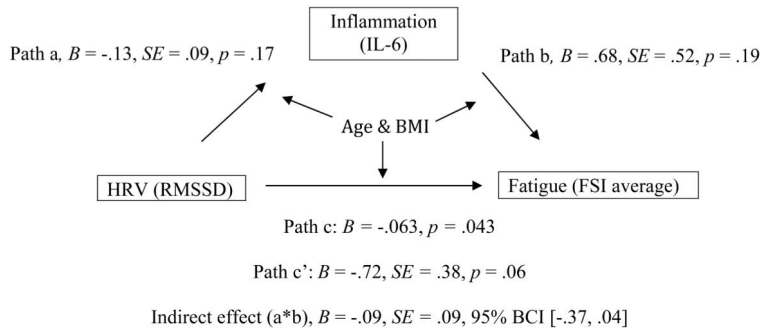 Inflammation
(IL-6)
Path a, B = -.13, SE = .09, p = .17
Path b, B = .68, SE = .52, p = .19
Age & BMI
HRV (RMSSD)
Fatigue (FSI average)
Path c: B = -.063, p = .043
Path c’: B = -.72, SE = .38, p = .06
Indirect effect (a*b), B = -.09, SE = .09, 95% BCI [-.37, .04]